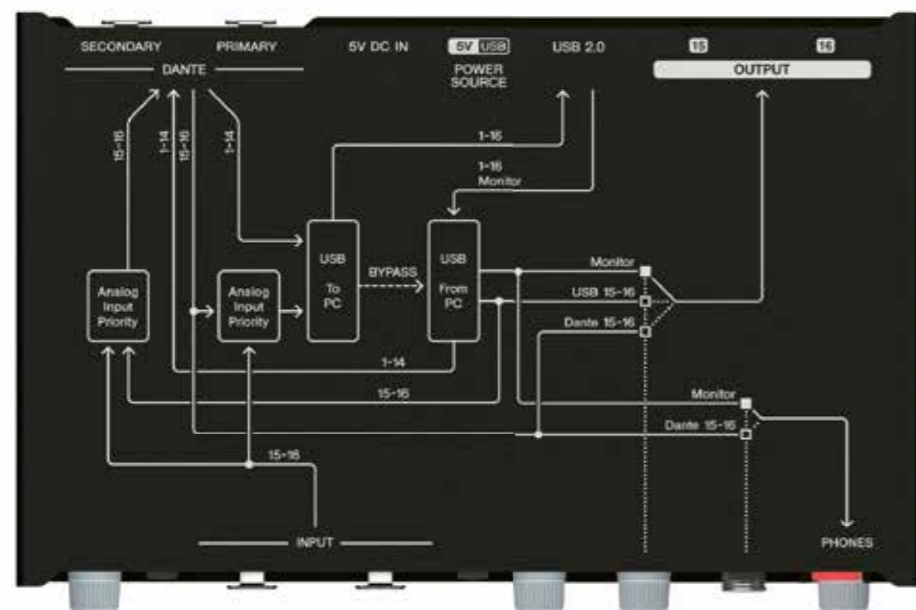 SECONDARY
PRIMARY
5V DC IN
5V USB
USB 2.0
15
16
DANTE
POWER
SOURCE
OUTPUT
15-16
1-14
15-16
1-14
1-16
1-16
Monitor
USB
To
PC
BYPASS
USB
From
PC
Analog
Input
Priority
Analog
Input
Priority
Monitor
USB 15-16
Dante 15-16
1-14
15-16
Monitor
Dante 15-16
15-16
INPUT
PHONES